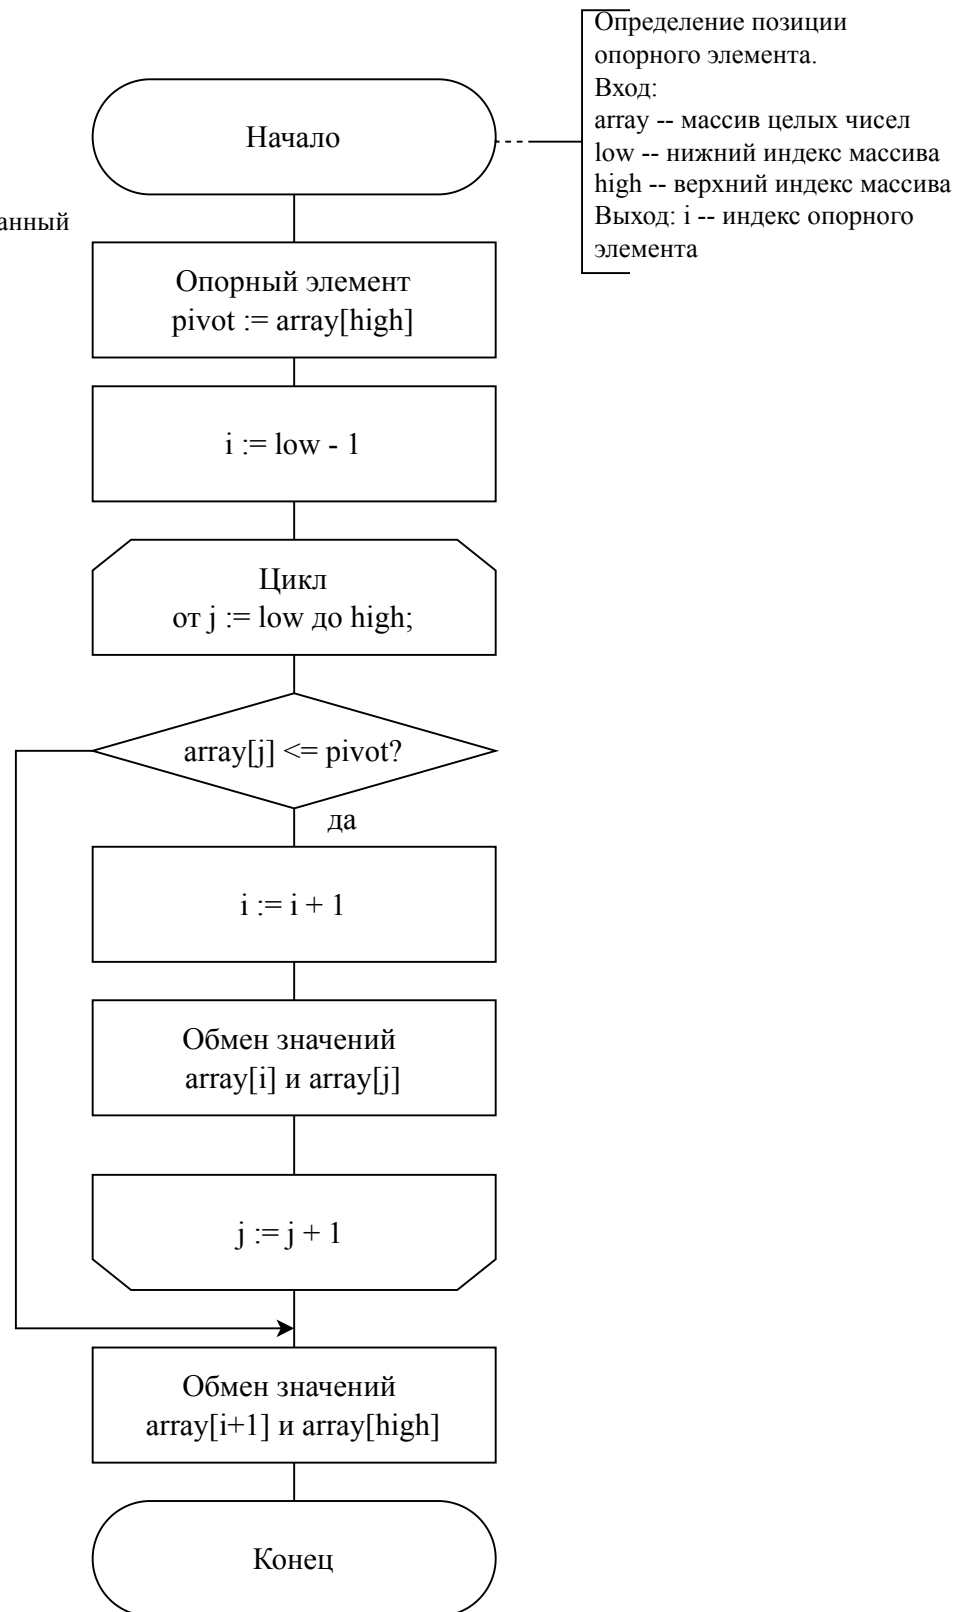 Определение позиции
опорного элемента.
Вход:
array -- массив целых чисел
low -- нижний индекс массива
high -- верхний индекс массива
Выход: i -- индекс опорного
элемента
Начало
Опорный элемент
pivot := array[high]
i := low - 1
Цикл
от j := low до high;
array[j] <= pivot?
да
i := i + 1
Обмен значений
array[i] и array[j]
j := j + 1
Обмен значений
array[i+1] и array[high]
Конец